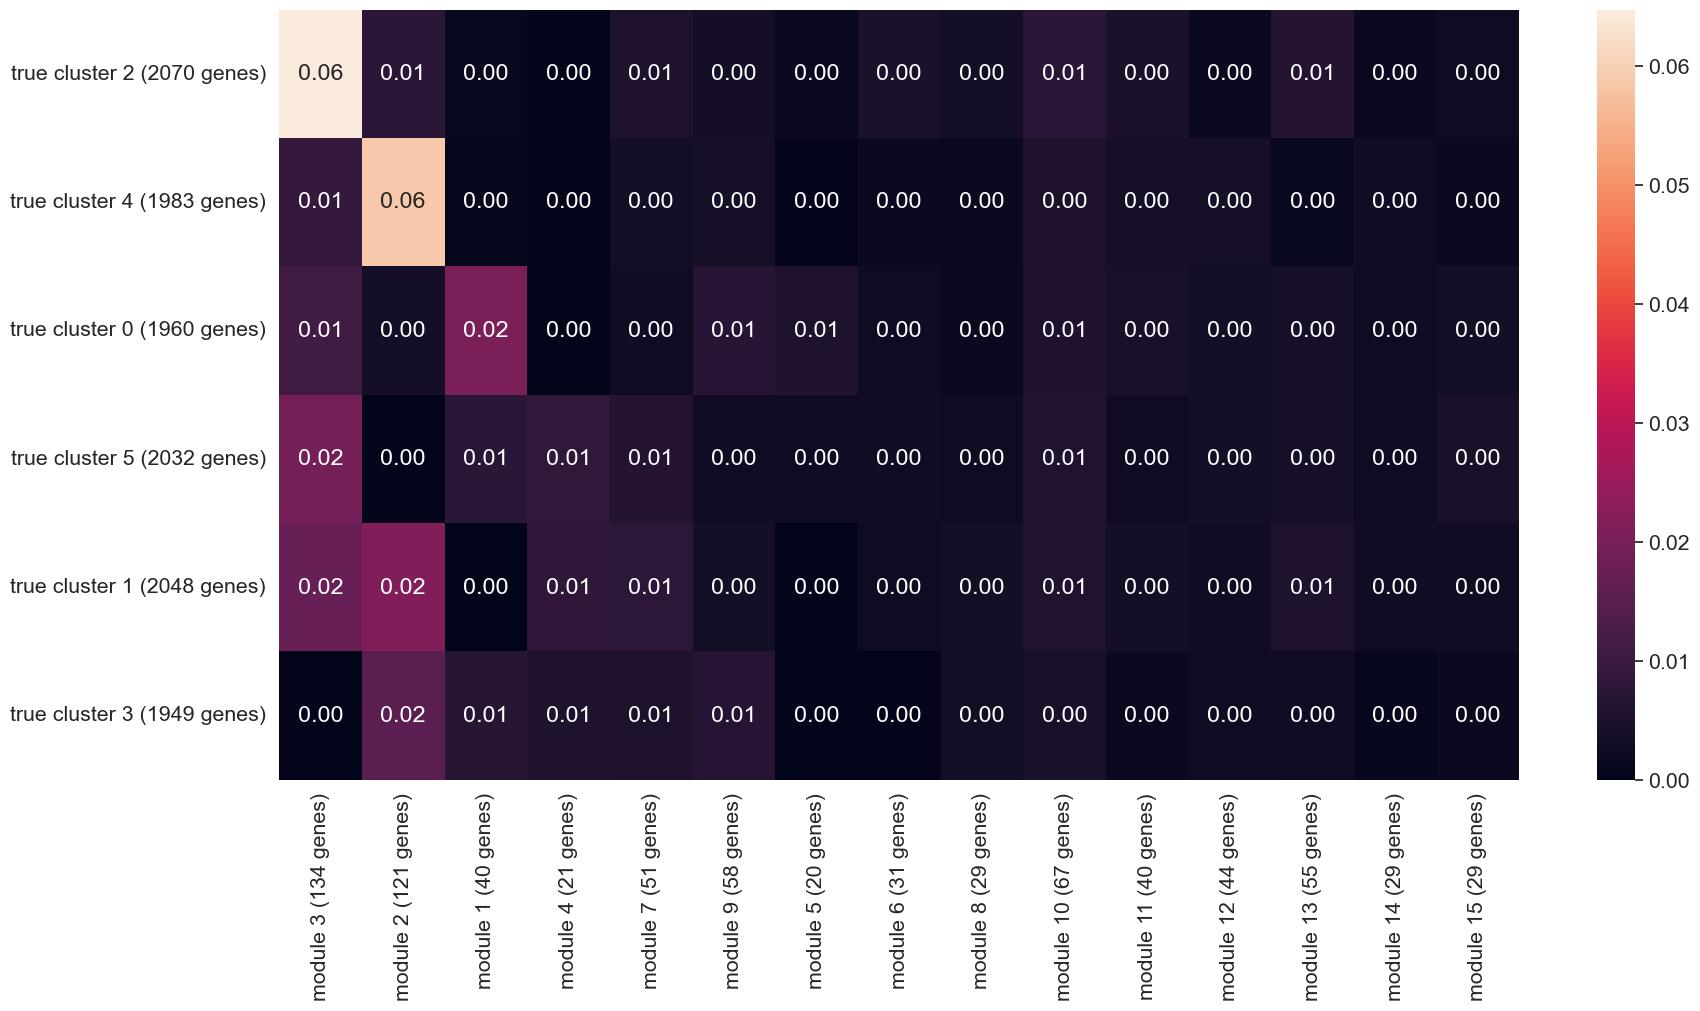 true cluster 2 (2070 genes) 0.06 0.01 0.00 0.00 0.01 0.00 0.00 0.00 0.00 0.01 0.00 0.00 0.01 0.00 0.00
true cluster 4 (1983 genes) 0.01 0.06 0.00 0.00 0.00 0.00 0.00 0.00 0.00 0.00 0.00 0.00 0.00 0.00 0.00
true cluster 0 (1960 genes) 0.01 0.00 0.02 0.00 0.00 0.01 0.01 0.00 0.00 0.01 0.00 0.00 0.00 0.00 0.00
true cluster 5 (2032 genes) 0.02 0.00 0.01 0.01 0.01 0.00 0.00 0.00 0.00 0.01 0.00 0.00 0.00 0.00 0.00
true cluster 1 (2048 genes) 0.02 0.02 0.00 0.01 0.01 0.00 0.00 0.00 0.00 0.01 0.00 0.00 0.01 0.00 0.00
true cluster 3 (1949 genes) 0.00 0.02 0.01 0.01 0.01 0.01 0.00 0.00 0.00 0.00 0.00 0.00 0.00 0.00 0.00
module 3 (134 genes)
module 2 (121 genes)
module 1 (40 genes)
module 4 (21 genes)
module 7 (51 genes)
module 9 (58 genes)
module 5 (20 genes)
module 6 (31 genes)
module 8 (29 genes)
module 10 (67 genes)
module 11 (40 genes)
module 12 (44 genes)
module 13 (55 genes)
module 14 (29 genes)
module 15 (29 genes)
0.06
0.05
0.04
0.03
0.02
0.01
0.00